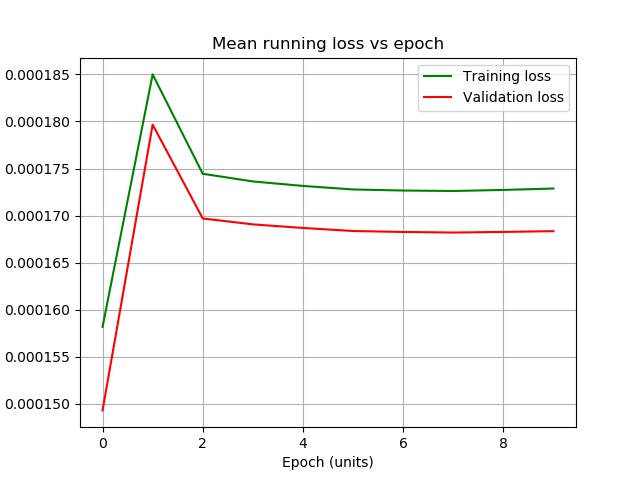 Mean running loss vs epoch
0.000185
0.000180
0.000175
0.000170
0.000165
0.000160
0.000155
0.000150
Training loss
Validation loss
0 2 4 6 8
Epoch (units)